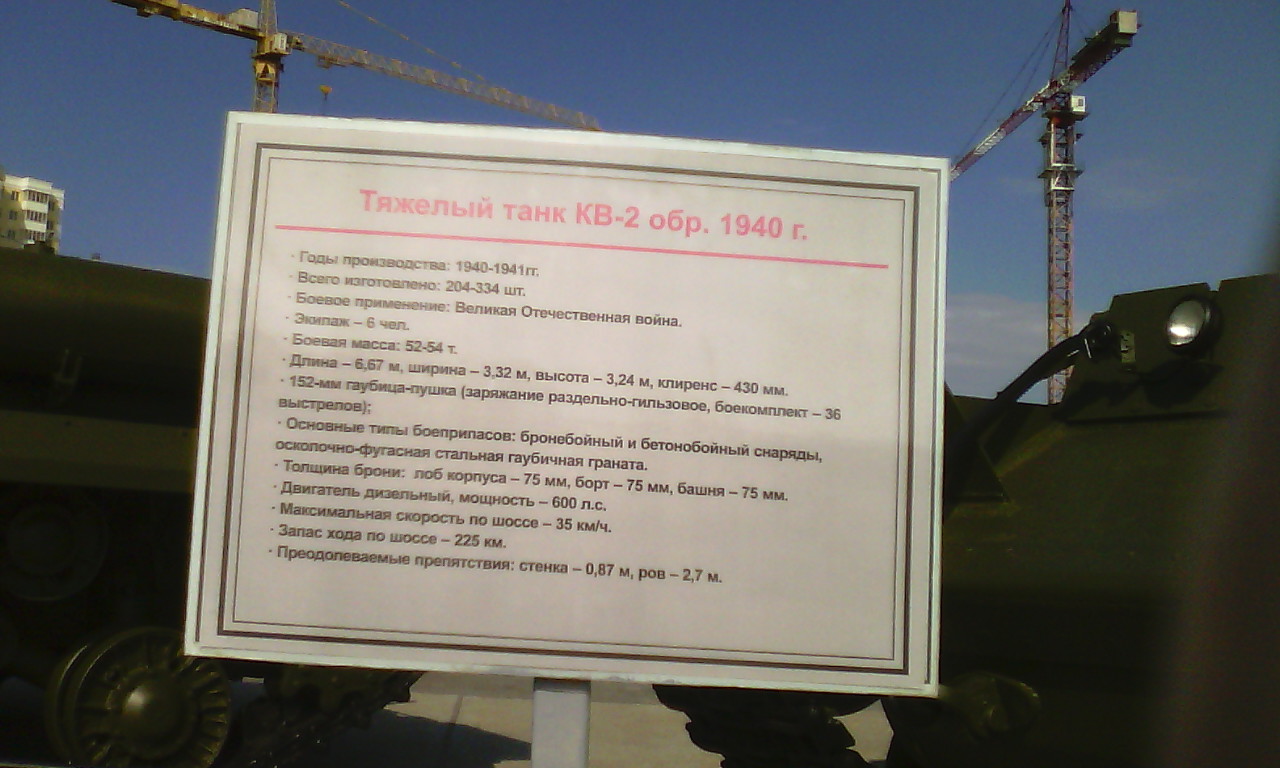 Тяжелый танк КВ-2 обр. 1940 г.
· Годы производства: 1940-1941гг.
· Всего изготовлено: 204-334 шт.
· Боевое применение: Великая Отечественная война.
· Экипаж – 6 чел.
· Боевая масса: 52-54 т.
· Длина – 6,67 м, ширина – 3,32 м, высота – 3,24 м, клиренс – 430 мм.
· 152-мм гаубица-пушка (заряжание раздельно-гильзовое, боекомплект – 36
выстрелов);
· Основные типы боеприпасов: бронебойный и бетонобойный снаряды,
осколочно-фугасная стальная гаубичная граната.
· Толщина брони: лоб корпуса – 75 мм, борт – 75 мм, башня – 75 мм.
· Двигатель дизельный, мощность – 600 л.с.
· Максимальная скорость по шоссе – 35 км/ч.
· Запас хода по шоссе – 225 км.
· Преодолеваемые препятствия: стенка – 0,87 м, ров – 2,7 м.